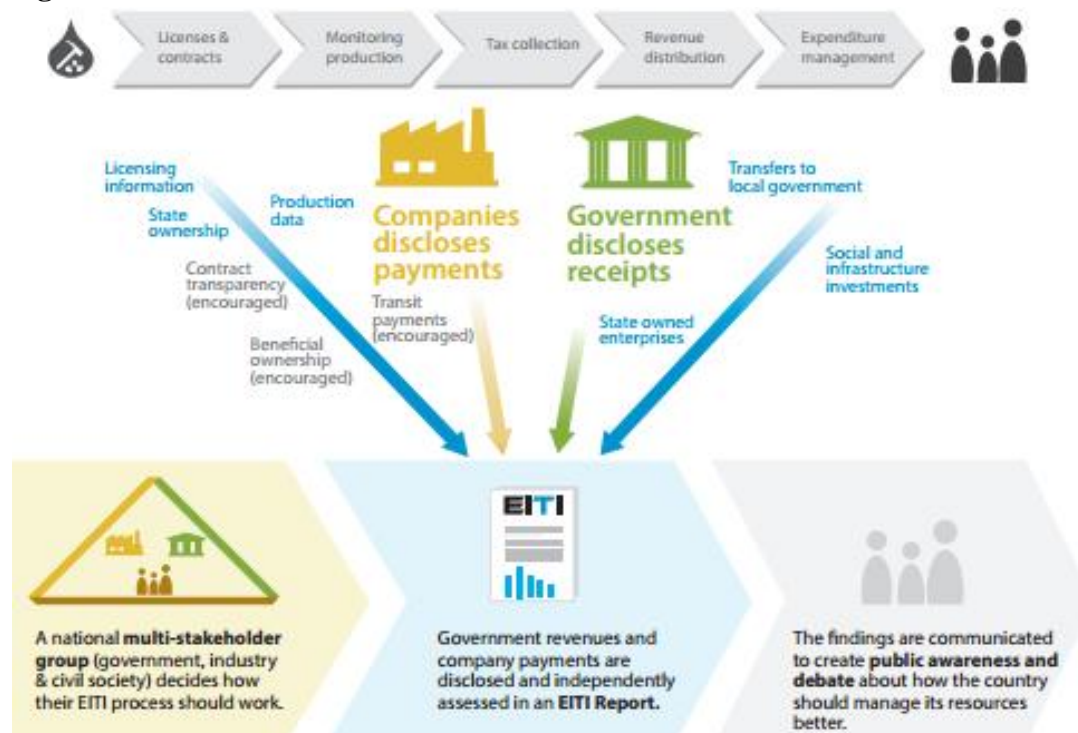 Licenses &
contracts
Monitoring
production
Tax collection
Revenue
distribution
Expenditure
management
Licensing
information
State
ownership
Production
data
Contract
transparency
(encouraged)
Beneficial
ownership
(encouraged)
Companies
discloses
payments
Transit
payments
(encouraged)
Government
discloses
receipts
State owned
enterprises
Transfers to
local government
Social and
infrastructure
investments
A national multi-stakeholder
group (government, industry
& civil society) decides how
their EITI process should work.
EITI
Government revenues and
company payments are
disclosed and independently
assessed in an EITI Report.
The findings are communicated
to create public awareness and
debate about how the country
should manage its resources
better.